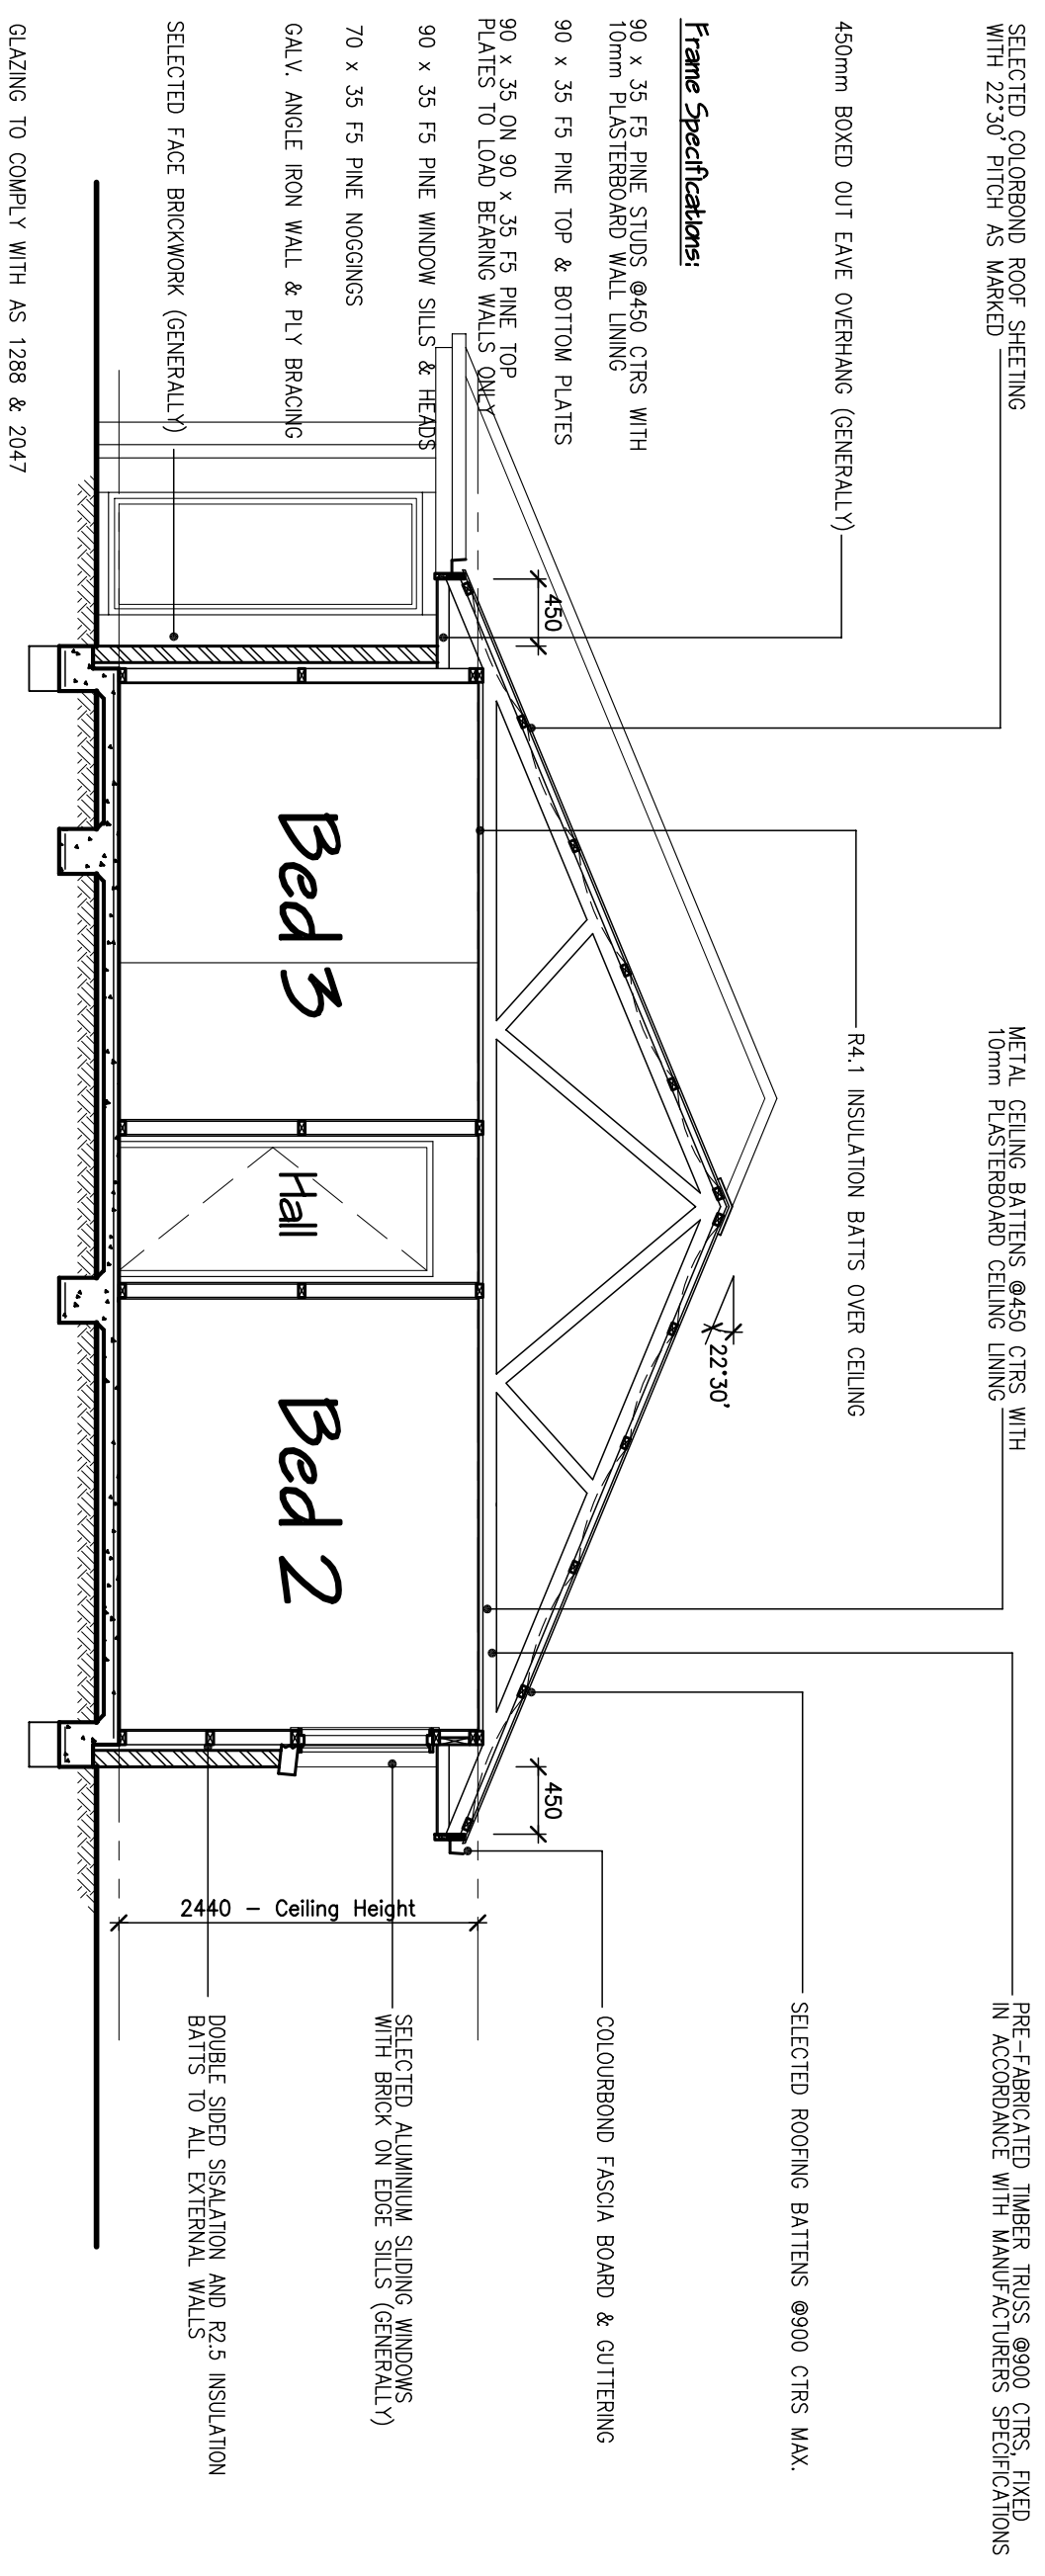 SELECTED COLORBOND ROOF SHEETING
WITH 22°30' PITCH AS MARKED
METAL CEILING BATTENS @450 CTRS WITH
10mm PLASTERBOARD CEILING LINING
PRE-FABRICATED TIMBER TRUSS @900 CTRS, FIXED
IN ACCORDANCE WITH MANUFACTURERS SPECIFICATIONS
450mm BOXED OUT EAVE OVERHANG (GENERALLY)
R4.1 INSULATION BATTS OVER CEILING
SELECTED ROOFING BATTENS @900 CTRS MAX.
22°30'
Frame Specifications:
90 x 35 F5 PINE STUDS @450 CTRS WITH
10mm PLASTERBOARD WALL LINING
90 x 35 F5 PINE TOP & BOTTOM PLATES
90 x 35 ON 90 x 35 F5 PINE TOP
PLATES TO LOAD BEARING WALLS ONLY
90 x 35 F5 PINE WINDOW SILLS & HEADS
70 x 35 F5 PINE NOGGINGS
GALV. ANGLE IRON WALL & PLY BRACING
SELECTED FACE BRICKWORK (GENERALLY)
GLAZING TO COMPLY WITH AS 1288 & 2047
450
450
COLOURBOND FASCIA BOARD & GUTTERING
Bed 3
Hall
Bed 2
2440 - Ceiling Height
SELECTED ALUMINIUM SLIDING WINDOWS
WITH BRICK ON EDGE SILLS (GENERALLY)
DOUBLE SIDED SISALATION AND R2.5 INSULATION
BATTS TO ALL EXTERNAL WALLS